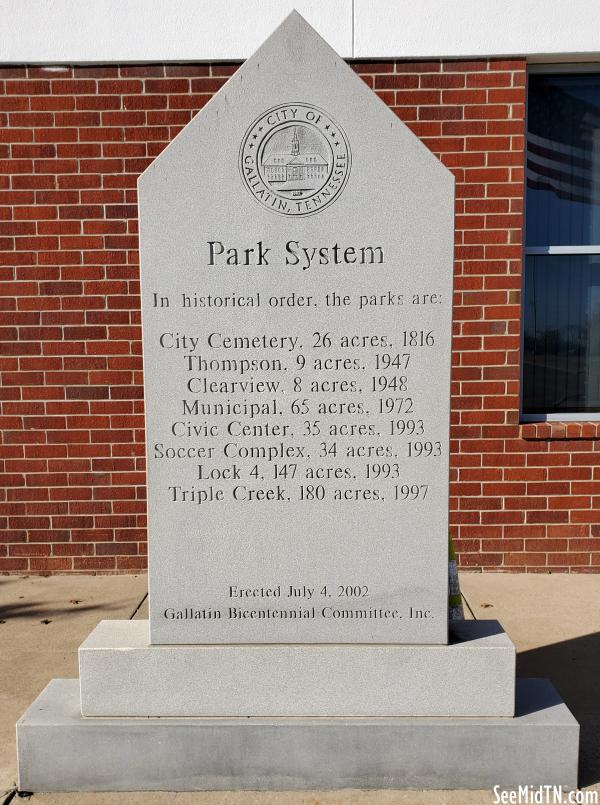 CITY OF
GALLATIN, TENNESSEE
Park System
In historical order, the parks are:
City Cemetery, 26 acres, 1816
Thompson, 9 acres, 1947
Clearview, 8 acres, 1948
Municipal, 65 acres, 1972
Civic Center, 35 acres, 1993
Soccer Complex, 34 acres, 1993
Lock 4, 147 acres, 1993
Triple Creek, 180 acres, 1997
Erected July 4, 2002
Gallatin Bicentennial Committee, Inc.
SeeMidTN.com